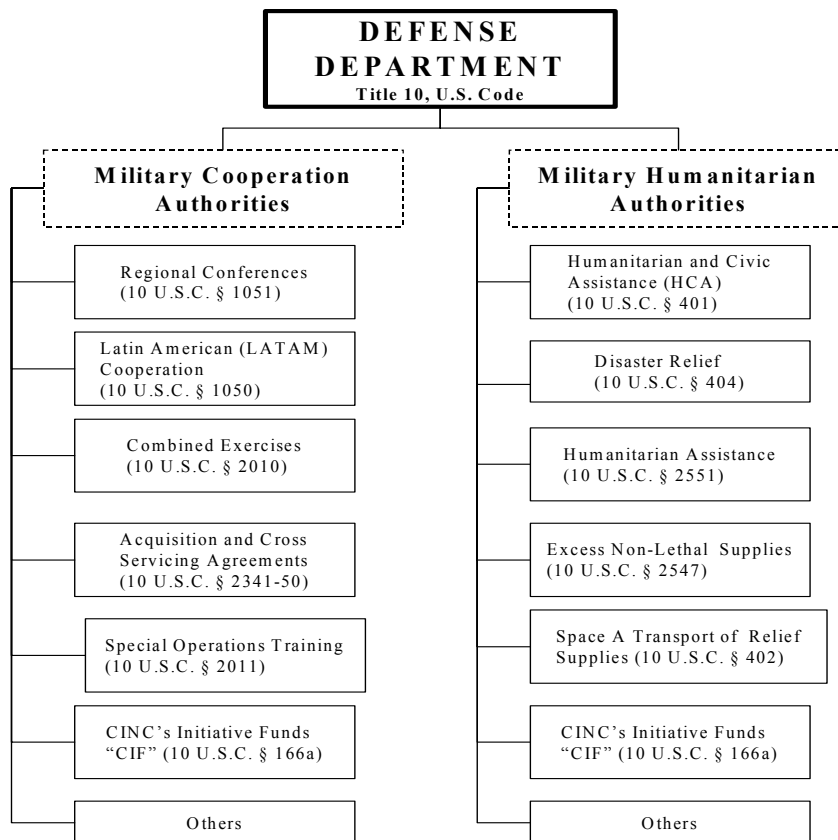 DEFENSE
DEPARTMENT
Title 10, U.S. Code
Military Cooperation
Authorities
Regional Conferences
(10 U.S.C. § 1051)
Latin American (LATAM)
Cooperation
(10 U.S.C. § 1050)
Combined Exercises
(10 U.S.C. § 2010)
Acquisition and Cross
Servicing Agreements
(10 U.S.C. § 2341-50)
Special Operations Training
(10 U.S.C. § 2011)
CINC’s Initiative Funds
“CIF” (10 U.S.C. § 166a)
Others
Military Humanitarian
Authorities
Humanitarian and Civic
Assistance (HCA)
(10 U.S.C. § 401)
Disaster Relief
(10 U.S.C. § 404)
Humanitarian Assistance
(10 U.S.C. § 2551)
Excess Non-Lethal Supplies
(10 U.S.C. § 2547)
Space A Transport of Relief
Supplies (10 U.S.C. § 402)
CINC’s Initiative Funds
“CIF” (10 U.S.C. § 166a)
Others